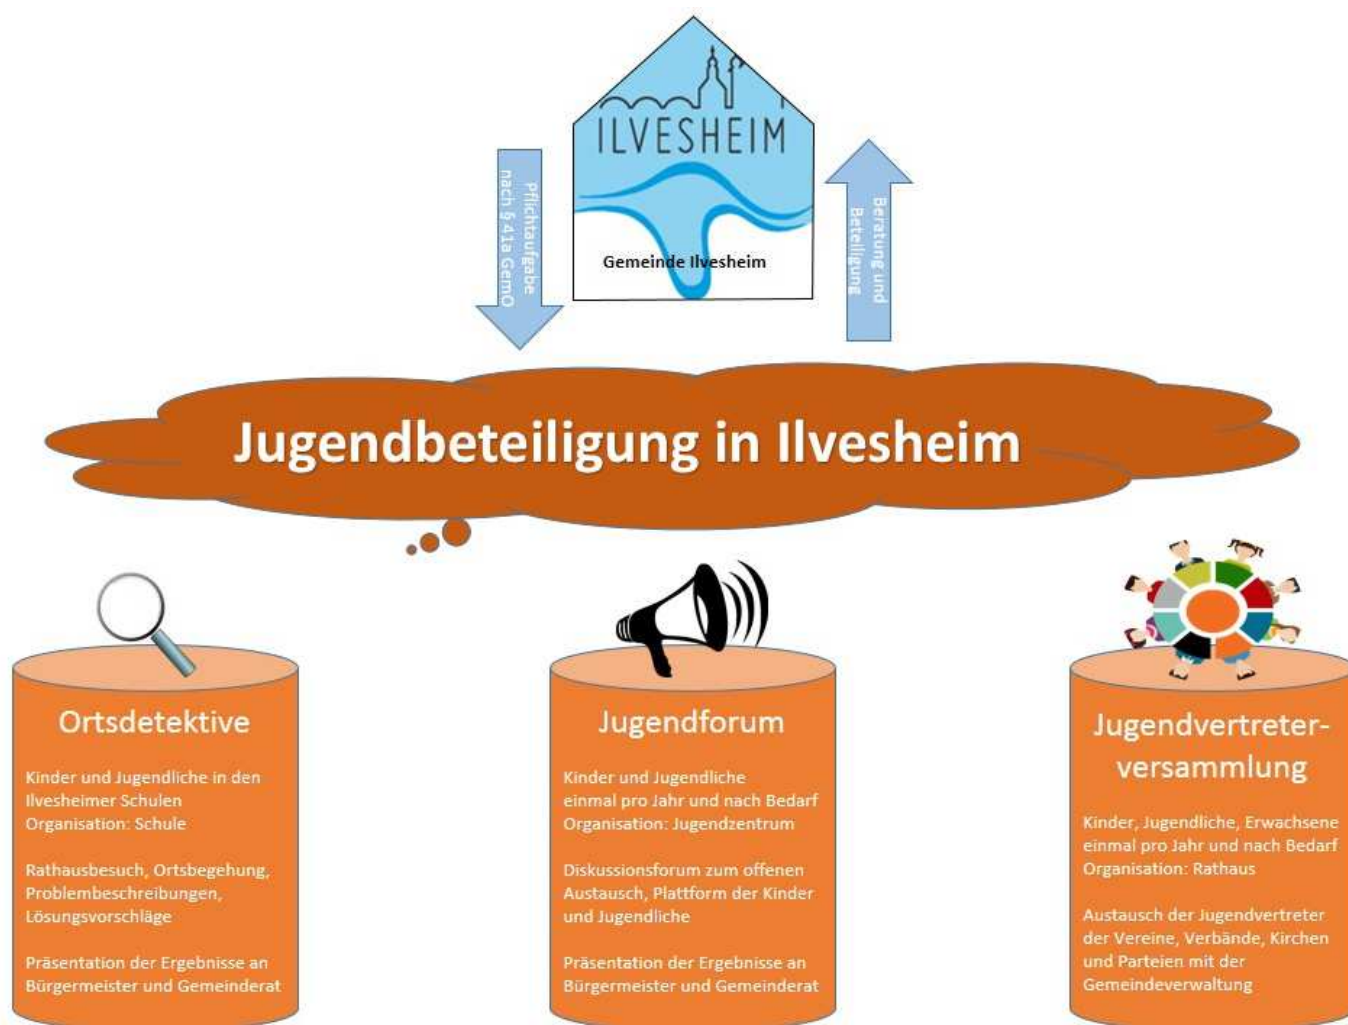 ILVESHEIM
Gemeinde Ilvesheim
Pflichtaufgabe
nach § 41a GemO
Beratung und
Beteiligung
Jugendbeteiligung in Ilvesheim
Ortsdetektive
Kinder und Jugendliche in den
Ilvesheimer Schulen
Organisation: Schule
Rathausbesuch, Ortsbegehung,
Problembeschreibungen,
Lösungsvorschläge
Präsentation der Ergebnisse an
Bürgermeister und Gemeinderat
Jugendforum
Kinder und Jugendliche
einmal pro Jahr und nach Bedarf
Organisation: Jugendzentrum
Diskussionsforum zum offenen
Austausch, Plattform der Kinder
und Jugendliche
Präsentation der Ergebnisse an
Bürgermeister und Gemeinderat
Jugendvertreter-
versammlung
Kinder, Jugendliche, Erwachsene
einmal pro Jahr und nach Bedarf
Organisation: Rathaus
Austausch der Jugendvertreter
der Vereine, Verbände, Kirchen
und Parteien mit der
Gemeindeverwaltung